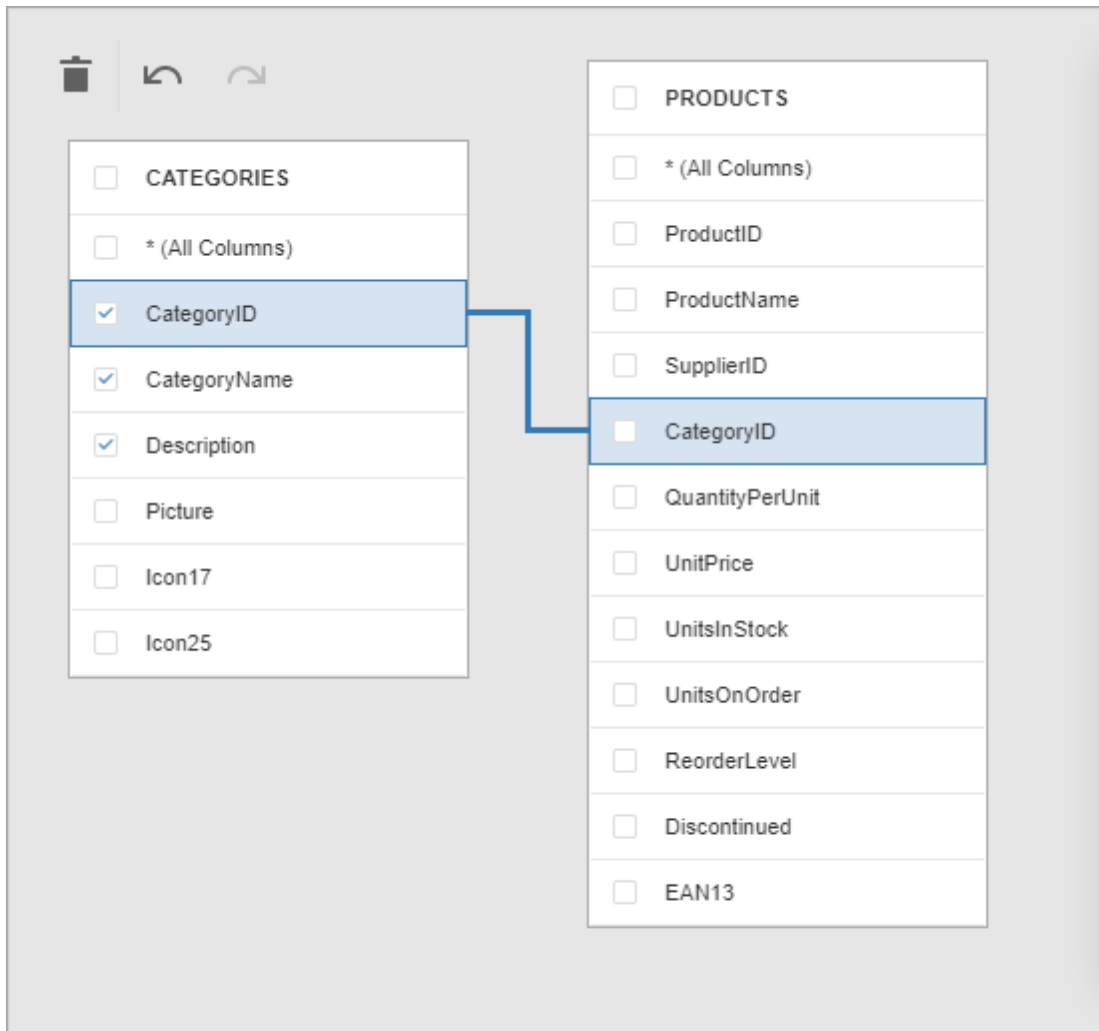 CATEGORIES
* (All Columns)
CategoryID
CategoryName
Description
Picture
Icon17
Icon25
PRODUCTS
* (All Columns)
ProductID
ProductName
SupplierID
CategoryID
QuantityPerUnit
UnitPrice
UnitsInStock
UnitsOnOrder
ReorderLevel
Discontinued
EAN13